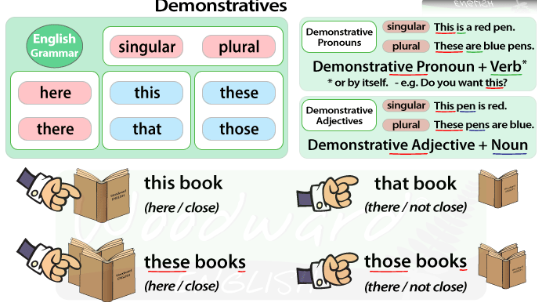 Demonstratives
English
Grammar
singular
plural
here
this
these
there
that
those
Demonstrative
Pronouns
singular This is a red pen.
plural These are blue pens.
Demonstrative Pronoun + Verb*
* or by itself. - e.g. Do you want this?
Demonstrative
Adjectives
singular This pen is red.
plural These pens are blue.
Demonstrative Adjective + Noun
this book
(here / close)
that book
(there / not close)
these books
(here / close)
those books
(there / not close)
Woodward
ENGLISH